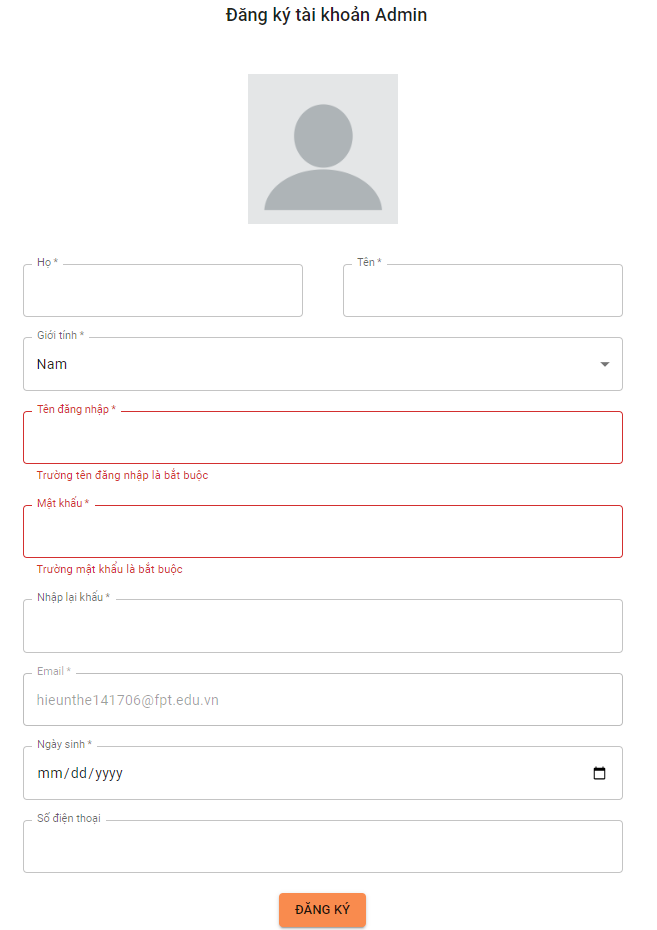 Đăng ký tài khoản Admin
Họ *
Tên *
Giới tính *
Nam
Tên đăng nhập *
Trường tên đăng nhập là bắt buộc
Mật khẩu *
Trường mật khẩu là bắt buộc
Nhập lại khẩu *
Email *
hieunthe141706@fpt.edu.vn
Ngày sinh *
mm/dd/yyyy
Số điện thoại
ĐĂNG KÝ